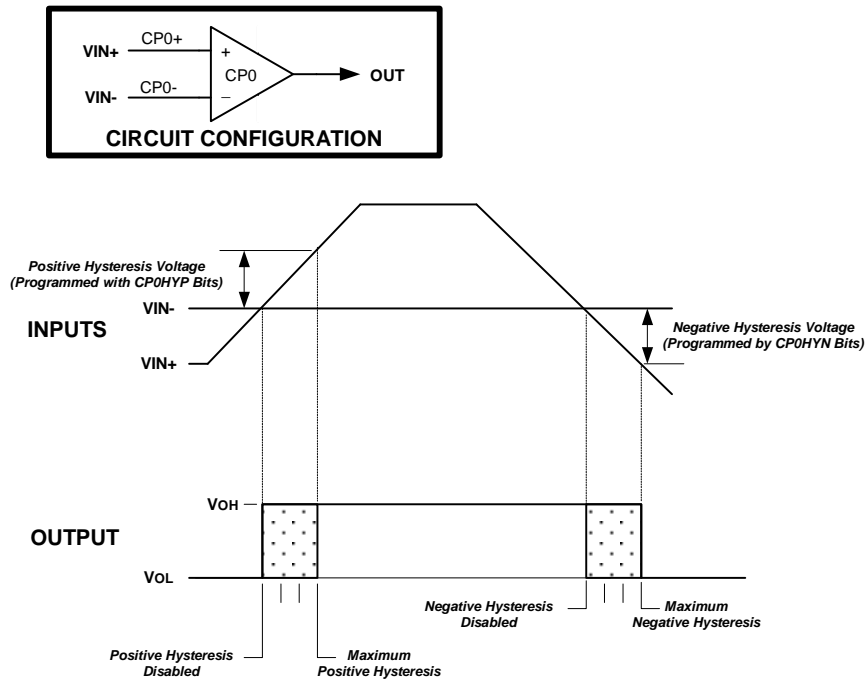 VIN+
CP0+
+
CP0
OUT
VIN-
CP0-
−
CIRCUIT CONFIGURATION
Positive Hysteresis Voltage
(Programmed with CP0HYP Bits)
VIN-
INPUTS
VIN+
Negative Hysteresis Voltage
(Programmed by CP0HYN Bits)
VOH
OUTPUT
VOL
Negative Hysteresis
Disabled
Maximum
Negative Hysteresis
Positive Hysteresis
Disabled
Maximum
Positive Hysteresis